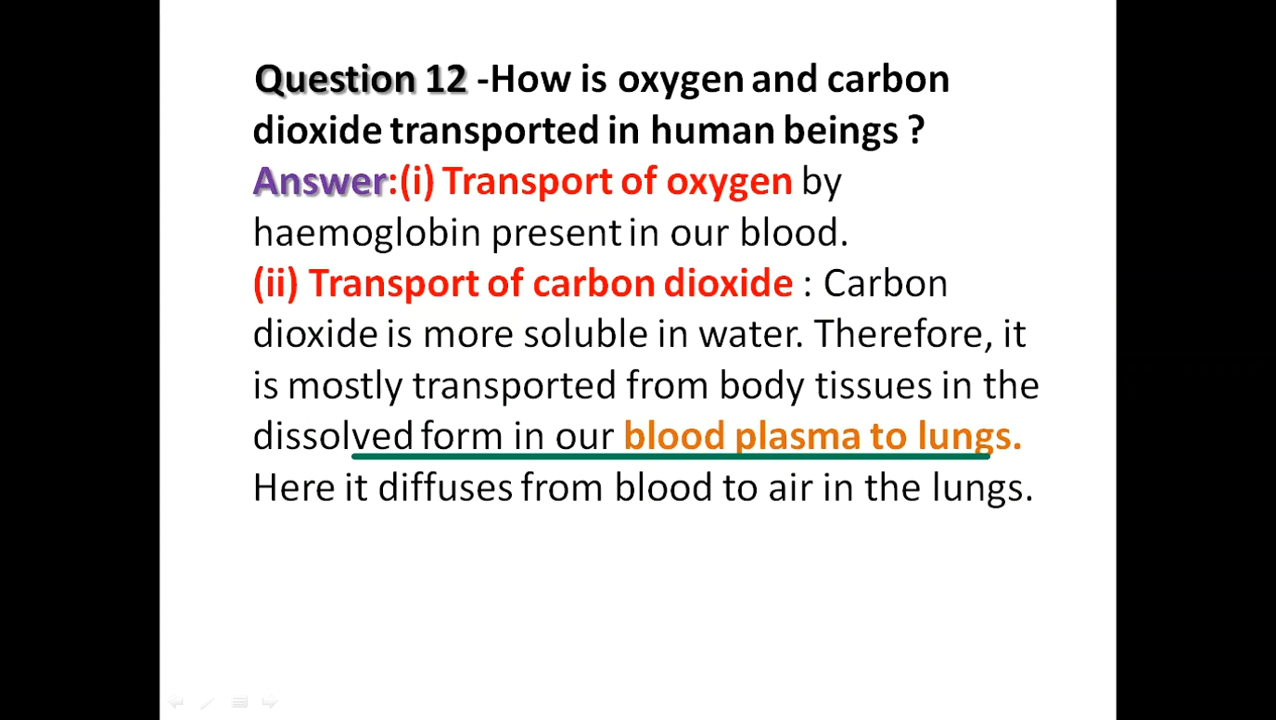 Question 12 -How is oxygen and carbon
dioxide transported in human beings ?
Answer:(i) Transport of oxygen by
haemoglobin present in our blood.
(ii) Transport of carbon dioxide : Carbon
dioxide is more soluble in water. Therefore, it
is mostly transported from body tissues in the
dissolved form in our blood plasma to lungs.
Here it diffuses from blood to air in the lungs.